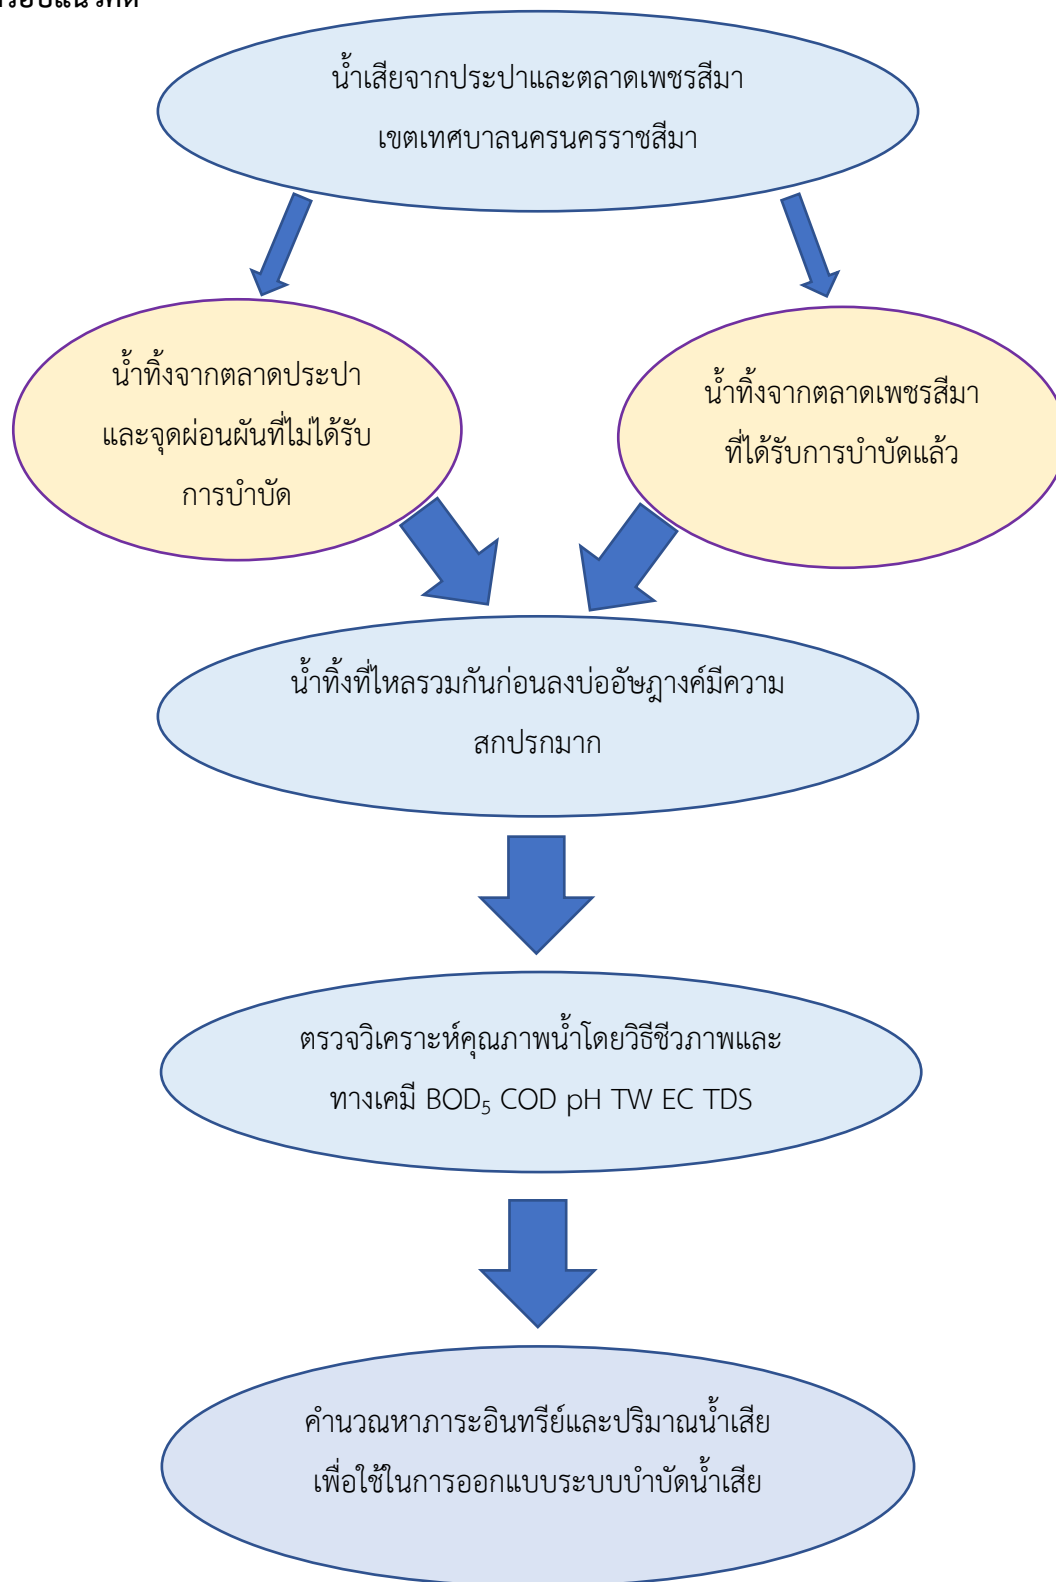 น้ำเสียจากประปาและตลาดเพชรสีมา
เขตเทศบาลนครนครราชสีมา
น้ำทิ้งจากตลาดประปา
และจุดผ่อนผันที่ไม่ได้รับ
การบำบัด
น้ำทิ้งจากตลาดเพชรสีมา
ที่ได้รับการบำบัดแล้ว
น้ำทิ้งที่ไหลรวมกันก่อนลงบ่ออัษฎางค์มีความ
สกปรกมาก
ตรวจวิเคราะห์คุณภาพน้ำโดยวิธีชีวภาพและ
ทางเคมี BOD₅ COD pH TW EC TDS
คำนวณหาภาระอินทรีย์และปริมาณน้ำเสีย
เพื่อใช้ในการออกแบบระบบบำบัดน้ำเสีย